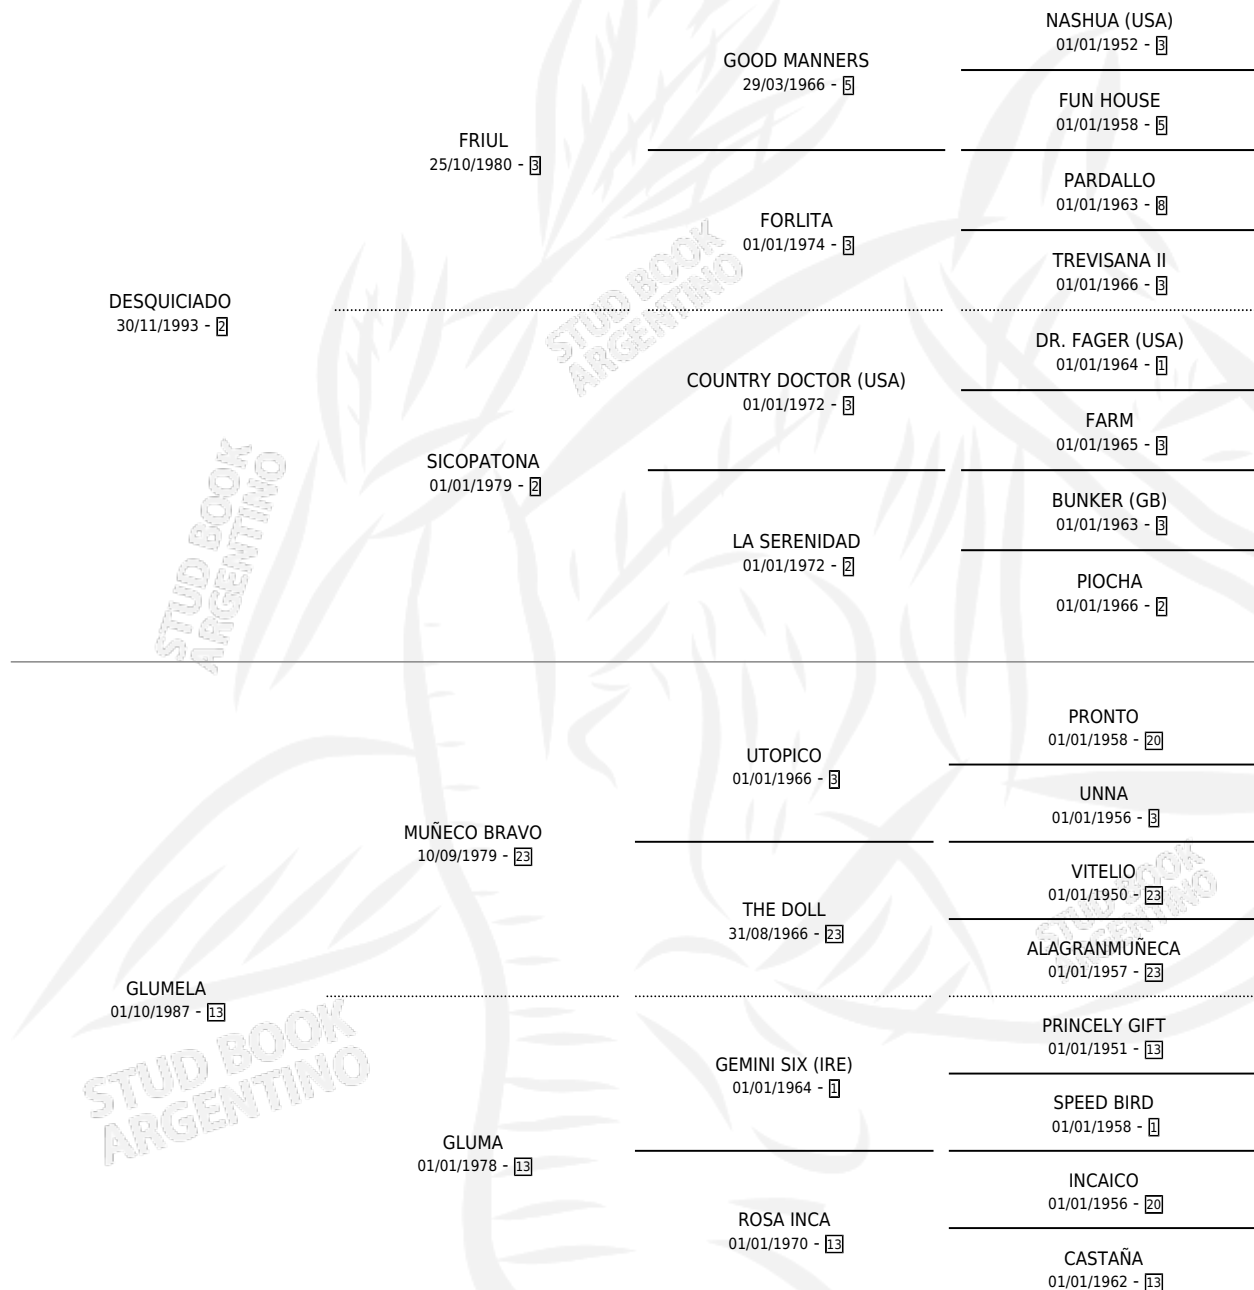 NASHUA (USA)
01/01/1952 - 3
GOOD MANNERS
29/03/1966 - 5
FUN HOUSE
01/01/1958 - 5
FRIUL
25/10/1980 - 3
PARDALLO
01/01/1963 - 8
FORLITA
01/01/1974 - 3
TREVISANA II
01/01/1966 - 3
DESQUICIADO
30/11/1993 - 2
DR. FAGER (USA)
01/01/1964 - 1
COUNTRY DOCTOR (USA)
01/01/1972 - 3
FARM
01/01/1965 - 3
SICOPATONA
01/01/1979 - 2
BUNKER (GB)
01/01/1963 - 3
LA SERENIDAD
01/01/1972 - 2
PIOCHA
01/01/1966 - 2
PRONTO
01/01/1958 - 20
UTOPICO
01/01/1966 - 3
UNNA
01/01/1956 - 3
MUÑECO BRAVO
10/09/1979 - 23
VITELIO
01/01/1950 - 23
THE DOLL
31/08/1966 - 23
ALAGRANMUÑECA
01/01/1957 - 23
GLUMELA
01/10/1987 - 13
PRINCELY GIFT
01/01/1951 - 13
GEMINI SIX (IRE)
01/01/1964 - 1
SPEED BIRD
01/01/1958 - 1
GLUMA
01/01/1978 - 13
INCAICO
01/01/1956 - 20
ROSA INCA
01/01/1970 - 13
CASTAÑA
01/01/1962 - 13
STUD BOOK
ARGENTINO
STUD BOOK
ARGENTINO
STUD BOOK
ARGENTINO
STUD BOOK
ARGENTINO